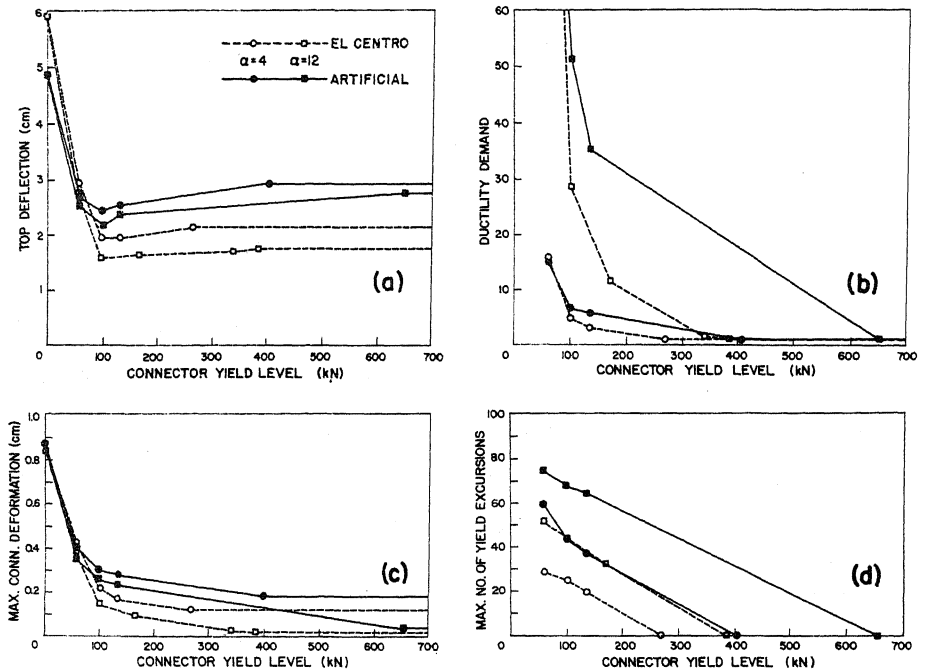 6
5
4
3
2
1
0
100 200 300 400 500 600 700
TOP DEFLECTION (cm)
CONNECTOR YIELD LEVEL (kN)
EL CENTRO
α=4 α=12
ARTIFICIAL
(a)
60
50
40
30
20
10
0
100 200 300 400 500 600 700
DUCTILITY DEMAND
CONNECTOR YIELD LEVEL (kN)
(b)
1.0
0.8
0.6
0.4
0.2
0
100 200 300 400 500 600 700
MAX. CONN. DEFORMATION (cm)
CONNECTOR YIELD LEVEL (kN)
(c)
100
80
60
40
20
0
100 200 300 400 500 600 700
MAX. NO. OF YIELD EXCURSIONS
CONNECTOR YIELD LEVEL (kN)
(d)